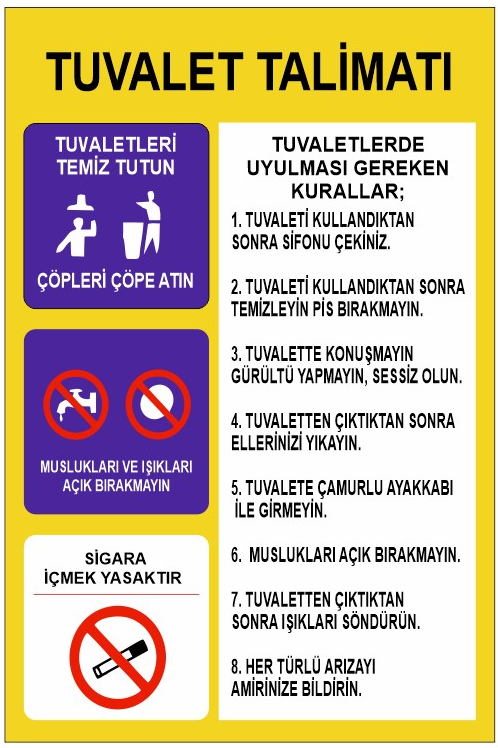 TUVALET TALİMATI
TUVALETLERİ
TEMİZ TUTUN
ÇÖPLERİ ÇÖPE ATIN
MUSLUKLARI VE IŞIKLARI
AÇIK BIRAKMAYIN
SİGARA
İÇMEK YASAKTIR
TUVALETLERDE
UYULMASI GEREKEN
KURALLAR;
1. TUVALETİ KULLANDIKTAN
SONRA SİFONU ÇEKİNİZ.
2. TUVALETİ KULLANDIKTAN SONRA
TEMİZLEYİN PİS BIRAKMAYIN.
3. TUVALETTE KONUŞMAYIN
GÜRÜLTÜ YAPMAYIN, SESSİZ OLUN.
4. TUVALETTEN ÇIKTIKTAN SONRA
ELLERİNİZİ YIKAYIN.
5. TUVALETE ÇAMURLU AYAKKABI
İLE GİRMEYİN.
6. MUSLUKLARI AÇIK BIRAKMAYIN.
7. TUVALETTEN ÇIKTIKTAN
SONRA IŞIKLARI SÖNDÜRÜN.
8. HER TÜRLÜ ARIZAYI
AMİRİNİZE BİLDİRİN.